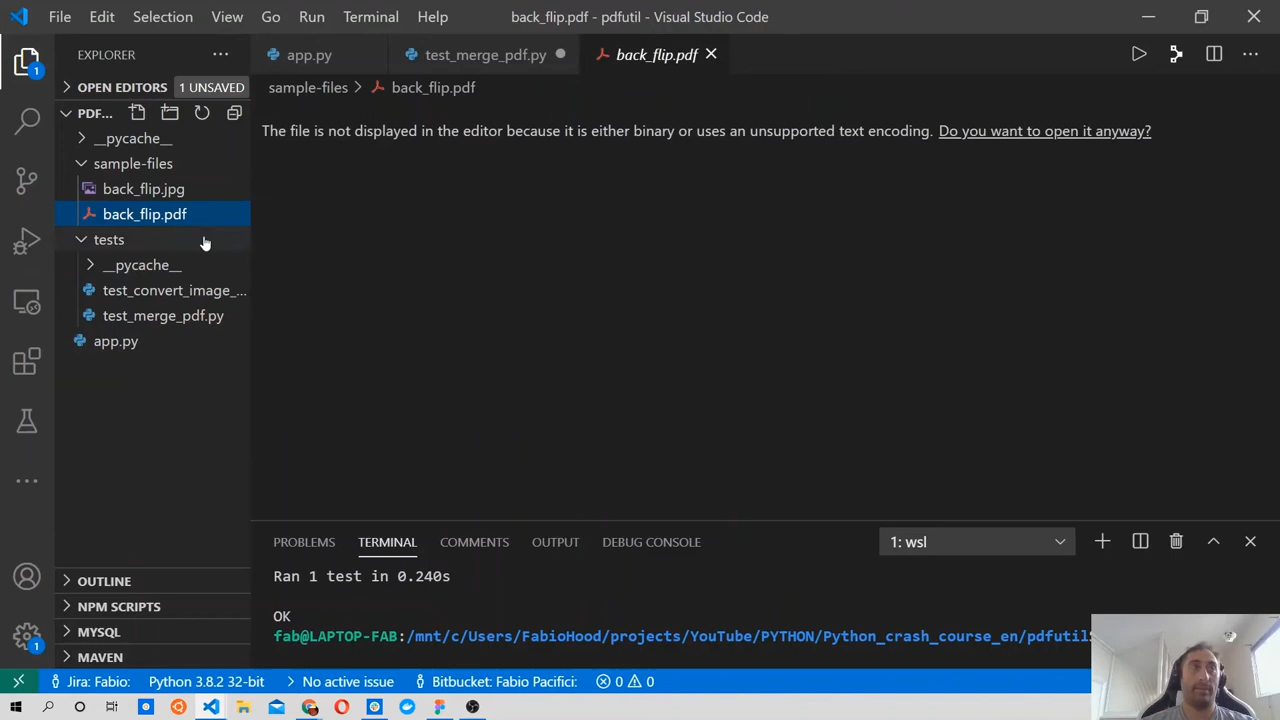 File Edit Selection View Go Run Terminal Help back_flip.pdf - pdfutil - Visual Studio Code
EXPLORER
app.py
test_merge_pdf.py
back_flip.pdf
OPEN EDITORS 1 UNSAVED
sample-files > back_flip.pdf
PDF...
__pycache__
The file is not displayed in the editor because it is either binary or uses an unsupported text encoding. Do you want to open it anyway?
sample-files
back_flip.jpg
back_flip.pdf
tests
__pycache__
test_convert_image_...
test_merge_pdf.py
app.py
PROBLEMS TERMINAL COMMENTS OUTPUT DEBUG CONSOLE 1: wsl
Ran 1 test in 0.240s
OK
fab@LAPTOP-FAB:/mnt/c/Users/FabioHood/projects/YouTube/PYTHON/Python_crash_course_en/pdfutil$
OUTLINE
NPM SCRIPTS
MYSQL
MAVEN
1
1
Jira: Fabio: Python 3.8.2 32-bit No active issue Bitbucket: Fabio Pacifici: 0 0